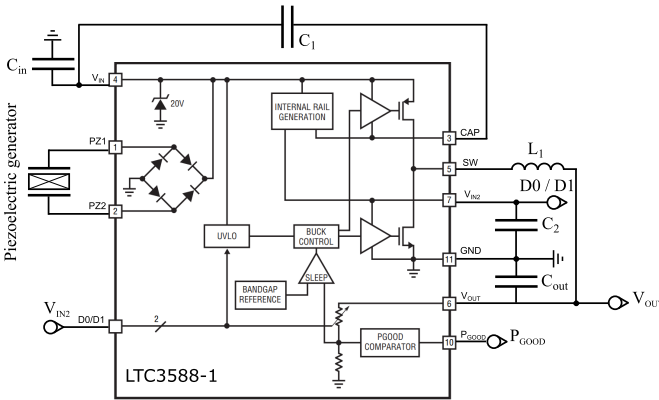 C1
Cin
VIN
4
20V
INTERNAL RAIL
GENERATION
3
CAP
Piezoelectric generator
PZ1
1
PZ2
2
5
SW
L1
D0 / D1
7
VIN2
C2
UVLO
BUCK
CONTROL
11
GND
SLEEP
BANDGAP
REFERENCE
Cout
VIN2
D0/D1
2
6
VOUT
VOU
PGOOD
COMPARATOR
10
PGOOD
PGOOD
LTC3588-1